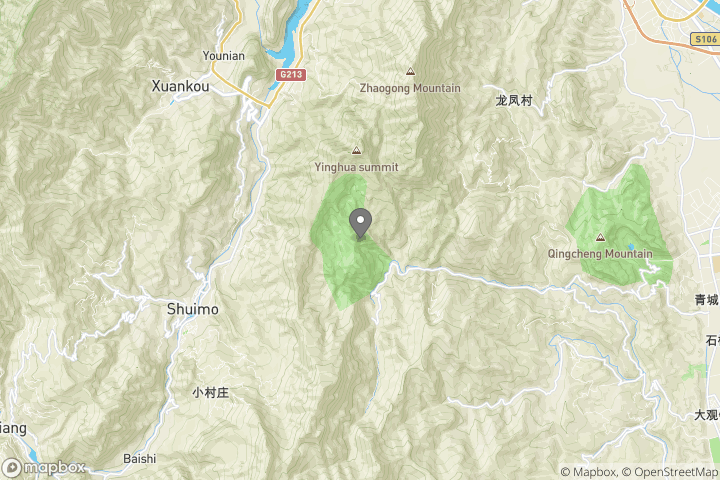 S106
Younian
G213
Xuankou
Zhaogong Mountain
龙凤村
Yinghua summit
Qingcheng Mountain
青城
Shuimo
小村庄
大观
iang
Baishi
mapbox
© Mapbox, © OpenStreetMap